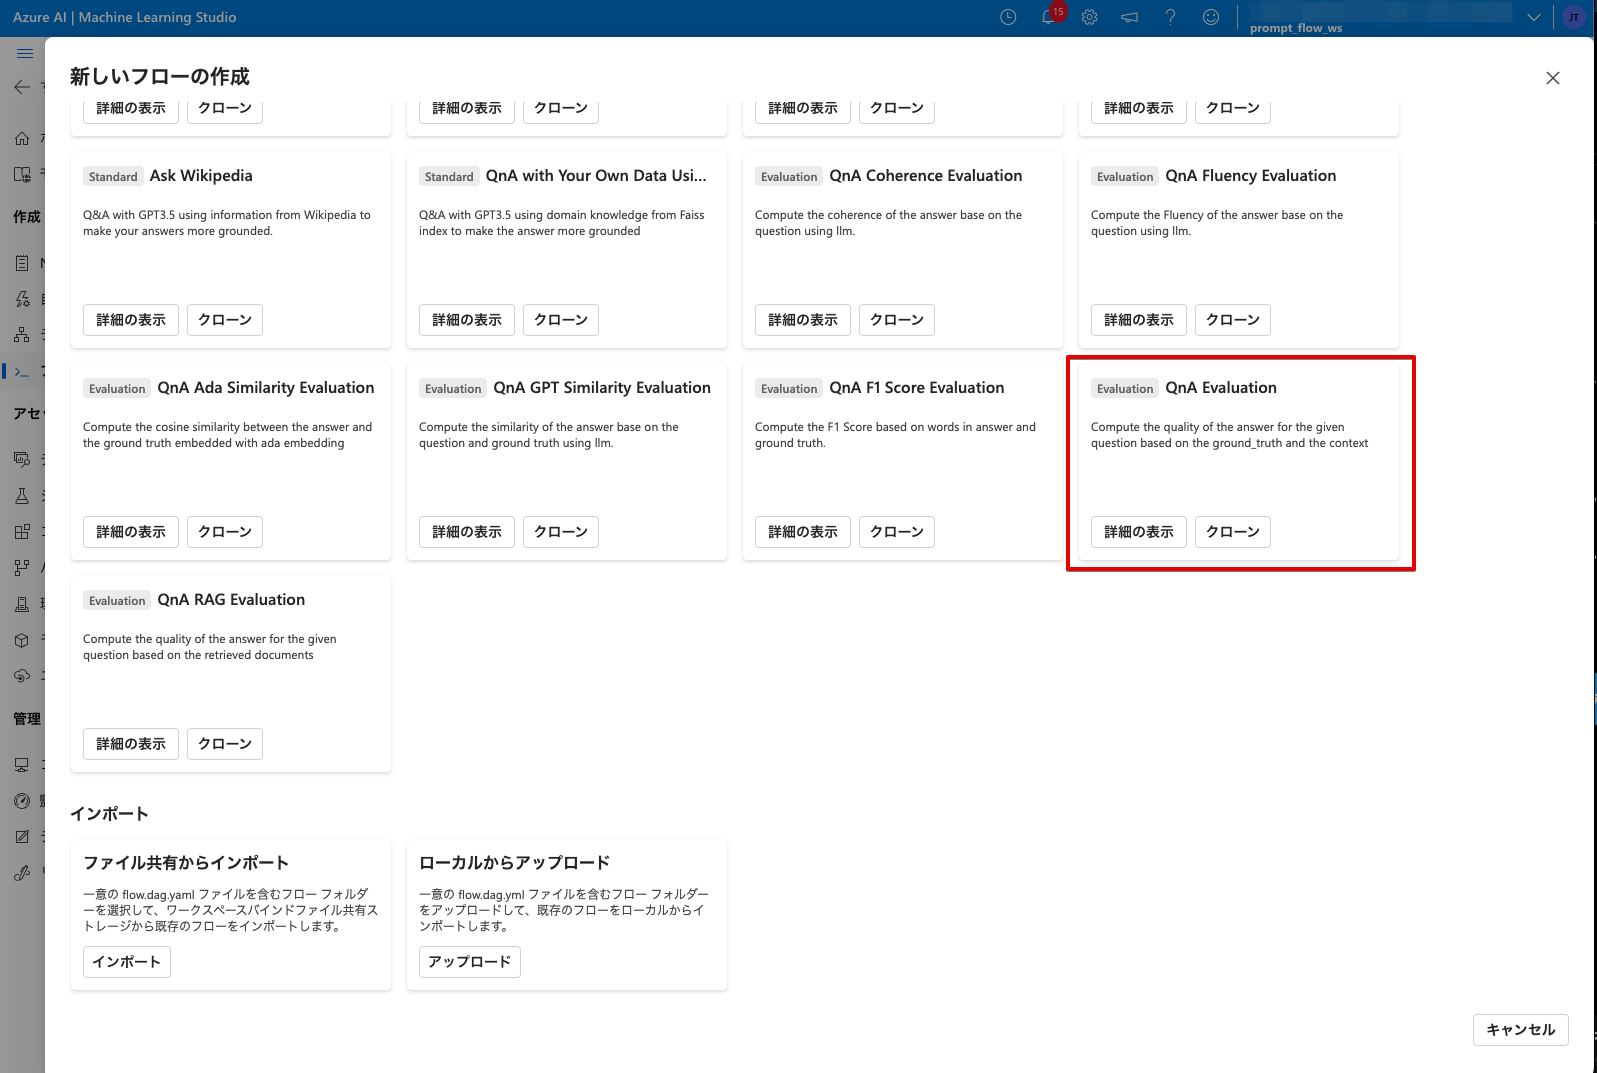 Azure AI | Machine Learning Studio
15
prompt_flow_ws
JT
新しいフローの作成
詳細の表示 クローン
詳細の表示 クローン
詳細の表示 クローン
詳細の表示 クローン
Standard Ask Wikipedia
Q&A with GPT3.5 using information from Wikipedia to
make your answers more grounded.
詳細の表示 クローン
Standard QnA with Your Own Data Usi...
Q&A with GPT3.5 using domain knowledge from Faiss
index to make the answer more grounded
詳細の表示 クローン
Evaluation QnA Coherence Evaluation
Compute the coherence of the answer base on the
question using llm.
詳細の表示 クローン
Evaluation QnA Fluency Evaluation
Compute the Fluency of the answer base on the
question using llm.
詳細の表示 クローン
Evaluation QnA Ada Similarity Evaluation
Compute the cosine similarity between the answer and
the ground truth embedded with ada embedding
詳細の表示 クローン
Evaluation QnA GPT Similarity Evaluation
Compute the similarity of the answer base on the
question and ground truth using llm.
詳細の表示 クローン
Evaluation QnA F1 Score Evaluation
Compute the F1 Score based on words in answer and
ground truth.
詳細の表示 クローン
Evaluation QnA Evaluation
Compute the quality of the answer for the given
question based on the ground_truth and the context
詳細の表示 クローン
Evaluation QnA RAG Evaluation
Compute the quality of the answer for the given
question based on the retrieved documents
詳細の表示 クローン
インポート
ファイル共有からインポート
一意の flow.dag.yaml ファイルを含むフロー フォルダ
ーを選択して、ワークスペースバインドファイル共有ス
トレージから既存のフローをインポートします。
インポート
ローカルからアップロード
一意の flow.dag.yml ファイルを含むフロー フォルダー
をアップロードして、既存のフローをローカルからイ
ンポートします。
アップロード
キャンセル
作成
管理